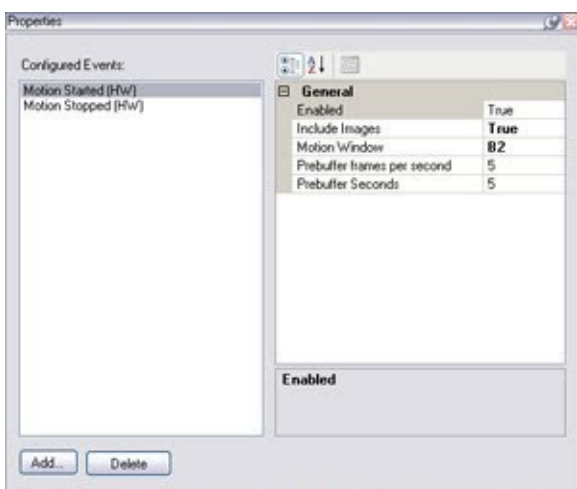 Properties
Configured Events:
Motion Started (HW)
Motion Stopped (HW)
General
Enabled True
Include Images True
Motion Window B2
Prebuffer frames per second 5
Prebuffer Seconds 5
Enabled
Add...
Delete